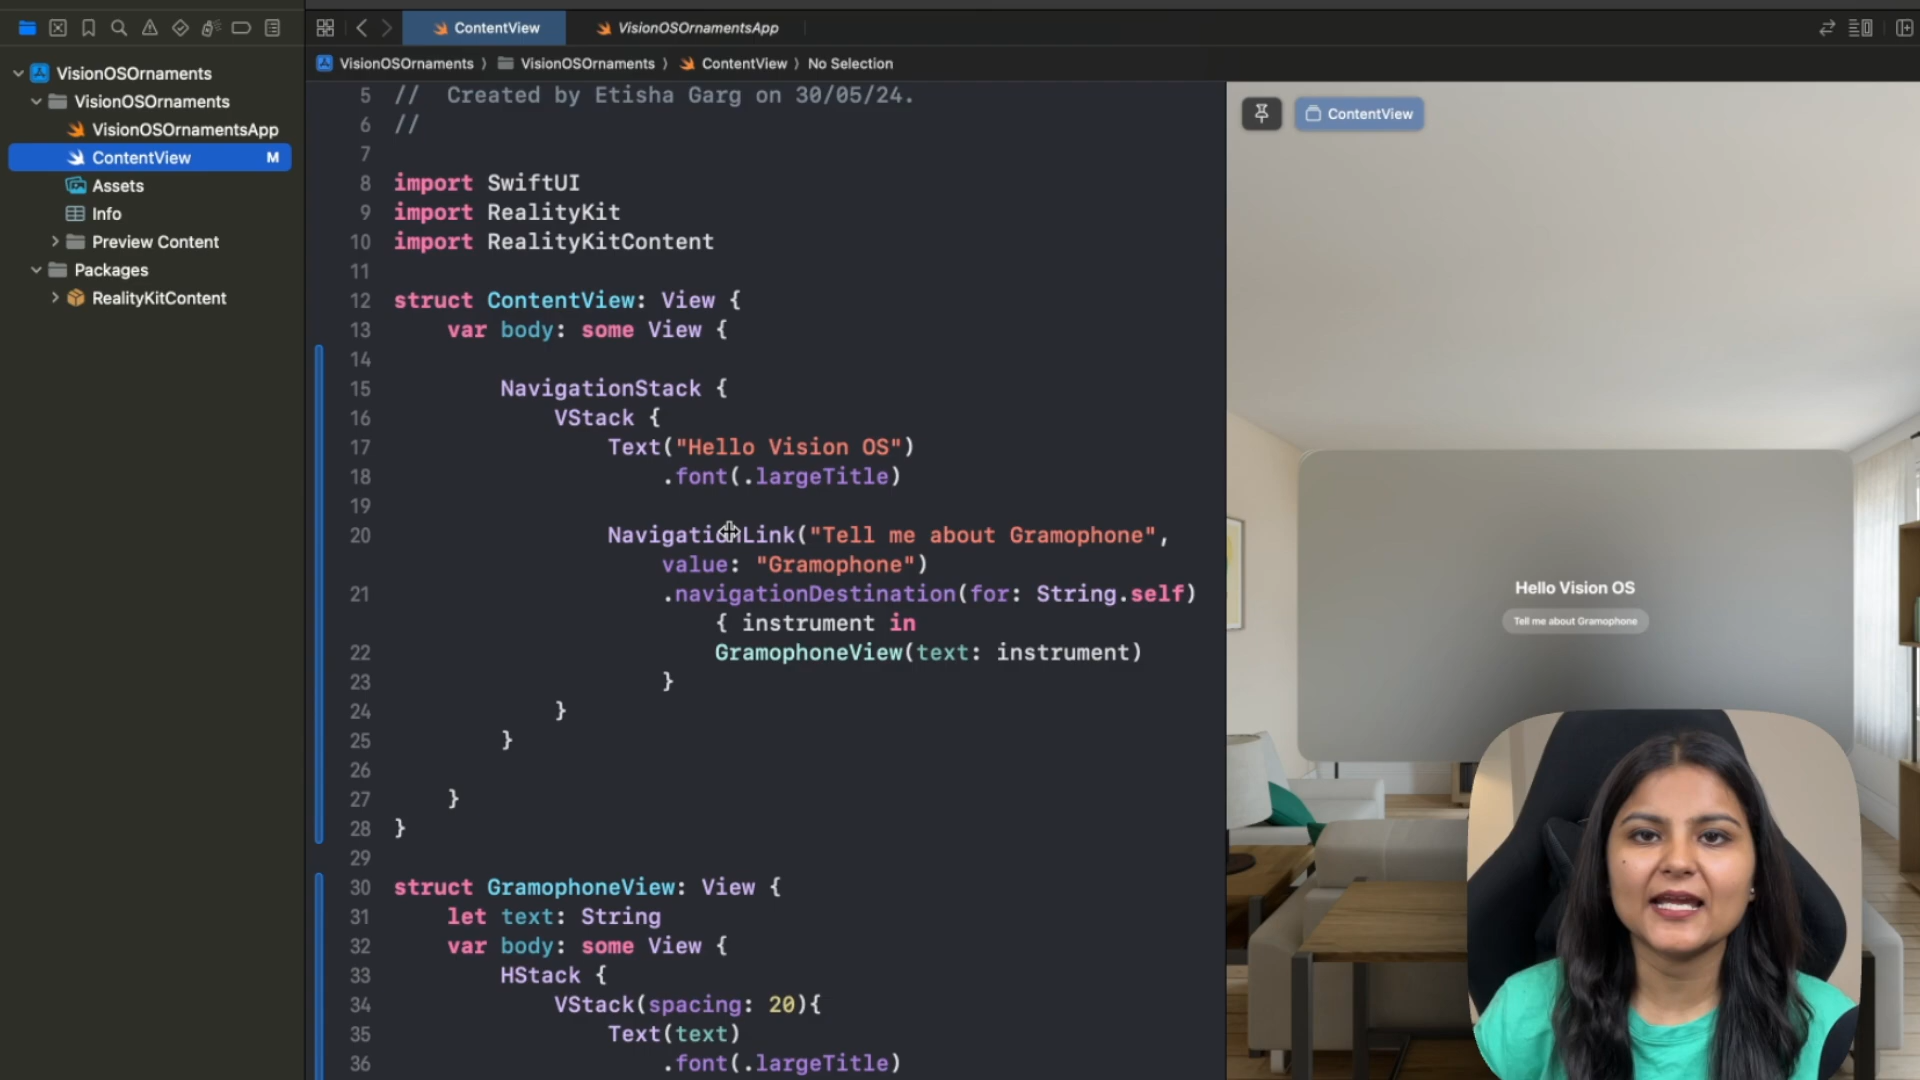 ContentView
VisionOSOrnamentsApp
VisionOSOrnaments
VisionOSOrnaments
ContentView
No Selection
VisionOSOrnaments
VisionOSOrnaments
VisionOSOrnamentsApp
ContentView M
Assets
Info
Preview Content
Packages
RealityKitContent
5 //  Created by Etisha Garg on 30/05/24.
6 //
7
8 import SwiftUI
9 import RealityKit
10 import RealityKitContent
11
12 struct ContentView: View {
13     var body: some View {
14
15         NavigationStack {
16             VStack {
17                 Text("Hello Vision OS")
18                     .font(.largeTitle)
19
20                 NavigationLink("Tell me about Gramophone",
                     value: "Gramophone")
21                     .navigationDestination(for: String.self)
                         { instrument in
22                         GramophoneView(text: instrument)
23                     }
24             }
25         }
26
27     }
28 }
29
30 struct GramophoneView: View {
31     let text: String
32     var body: some View {
33         HStack {
34             VStack(spacing: 20){
35                 Text(text)
36                     .font(.largeTitle)
ContentView
Hello Vision OS
Tell me about Gramophone